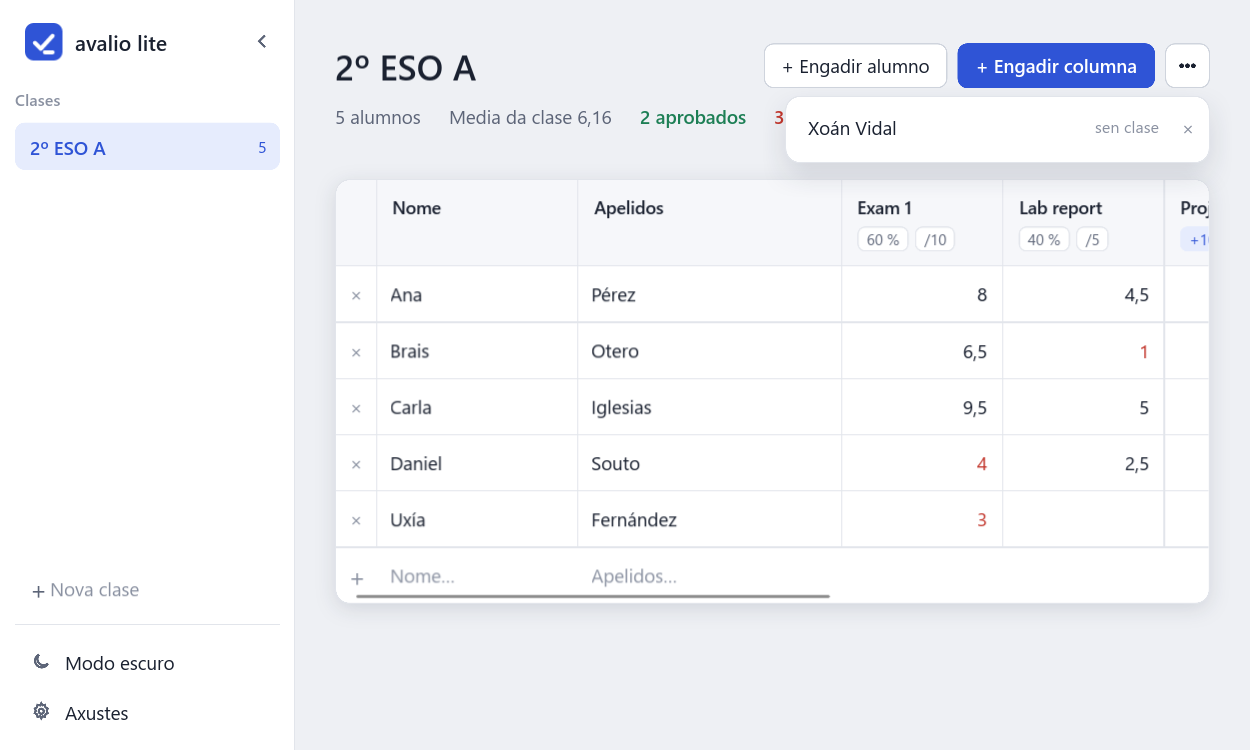 avalio lite
Clases
2º ESO A 5
+ Nova clase
Modo escuro
Axustes
2º ESO A
+ Engadir alumno
+ Engadir columna
•••
5 alumnos Media da clase 6,16 2 aprobados 3
Xoán Vidal sen clase ×
Nome Apelidos Exam 1 Lab report
60 % /10 40 % /5
× Ana Pérez 8 4,5
× Brais Otero 6,5 1
× Carla Iglesias 9,5 5
× Daniel Souto 4 2,5
× Uxía Fernández 3
+ Nome... Apelidos...